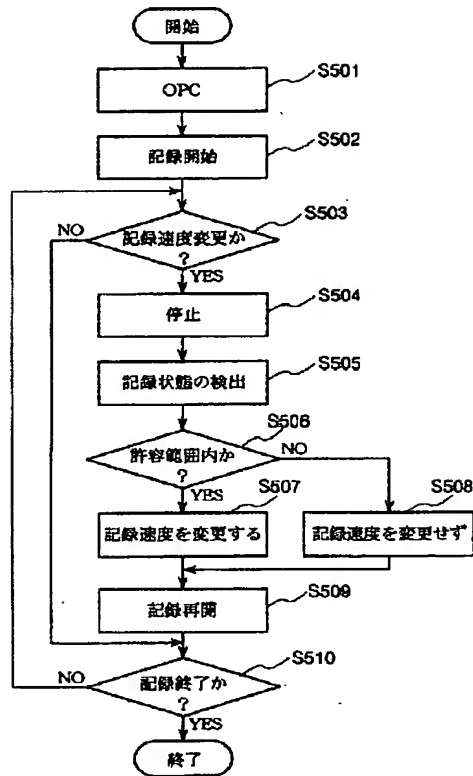 開始
S501
OPC
S502
記録開始
S503
NO
記録速度変更か
?
YES
S504
停止
S505
記録状態の検出
S506
許容範囲内か
?
NO
YES
S507
S508
記録速度を変更する
記録速度を変更せず
S509
記録再開
S510
NO
記録終了か
?
YES
終了